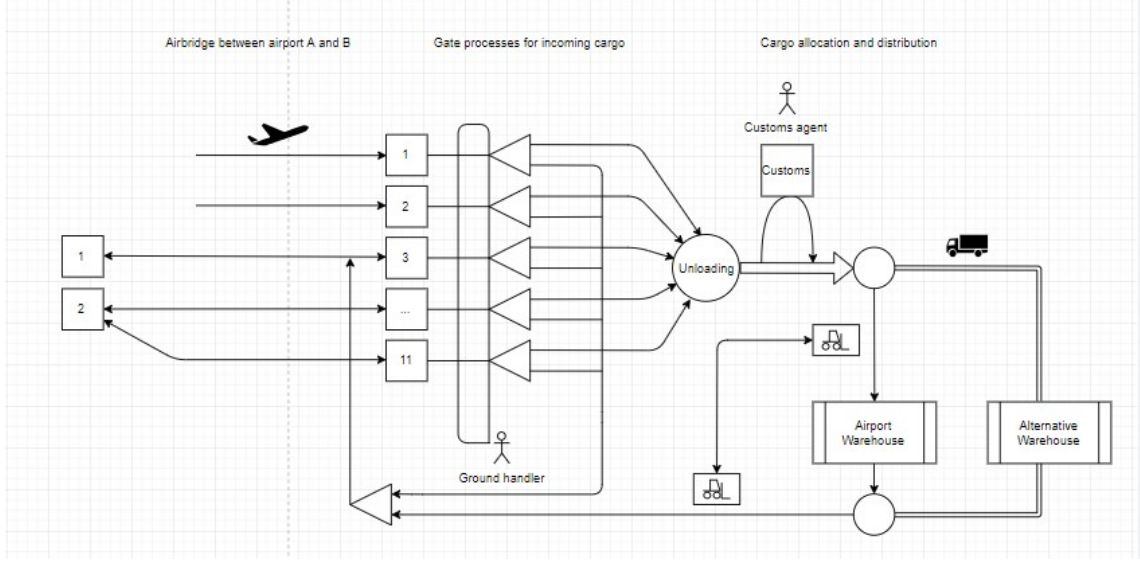 Airbridge between airport A and B
Gate processes for incoming cargo
Cargo allocation and distribution
Customs agent
1
Customs
2
1
3
Unloading
2
...
11
Airport
Warehouse
Alternative
Warehouse
Ground handler